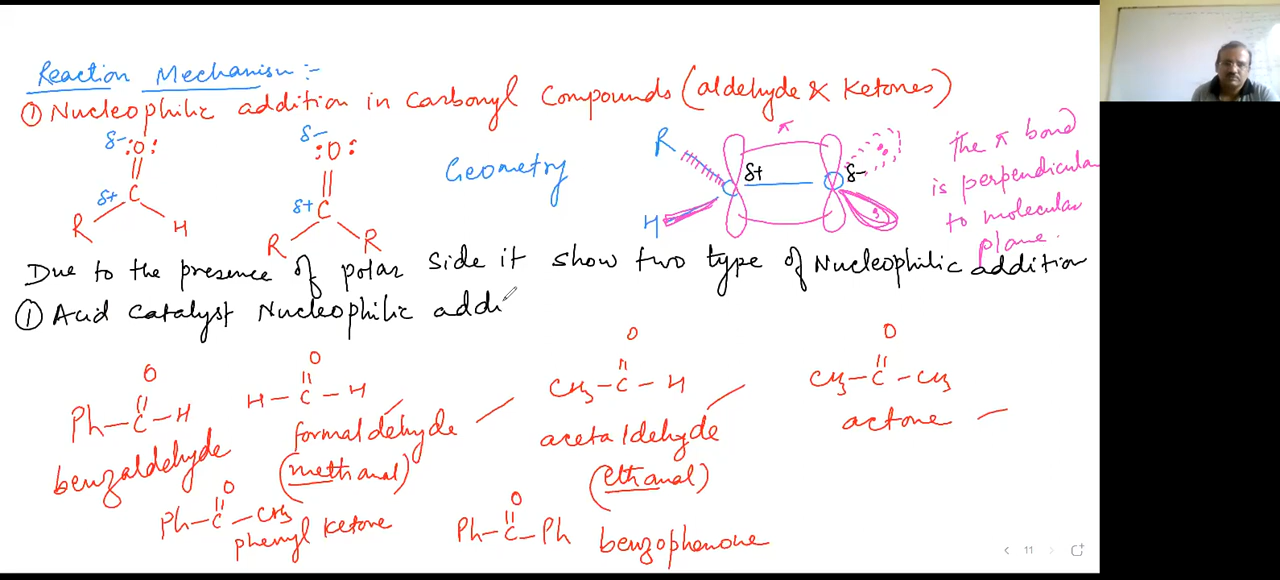 Reaction Mechanism :-
① Nucleophilic addition in Carbonyl Compounds (aldehyde & Ketones)
δ- :O: δ- :O: π
δ+ C δ+ C
R H R R
Geometry
R δ+ δ-
H
The π bond
is perpendicular
to molecular
plane.
Due to the presence of polar side it show two type of Nucleophilic addition
① Acid catalyst Nucleophilic addi
O
Ph-C-H
benzaldehyde
O
H-C-H
formaldehyde
(methanal)
O
CH3-C-H
acetaldehyde
(ethanal)
O
CH3-C-CH3
actone
O
Ph-C-CH3
phenyl ketone
O
Ph-C-Ph
benzophenone
< 11 >